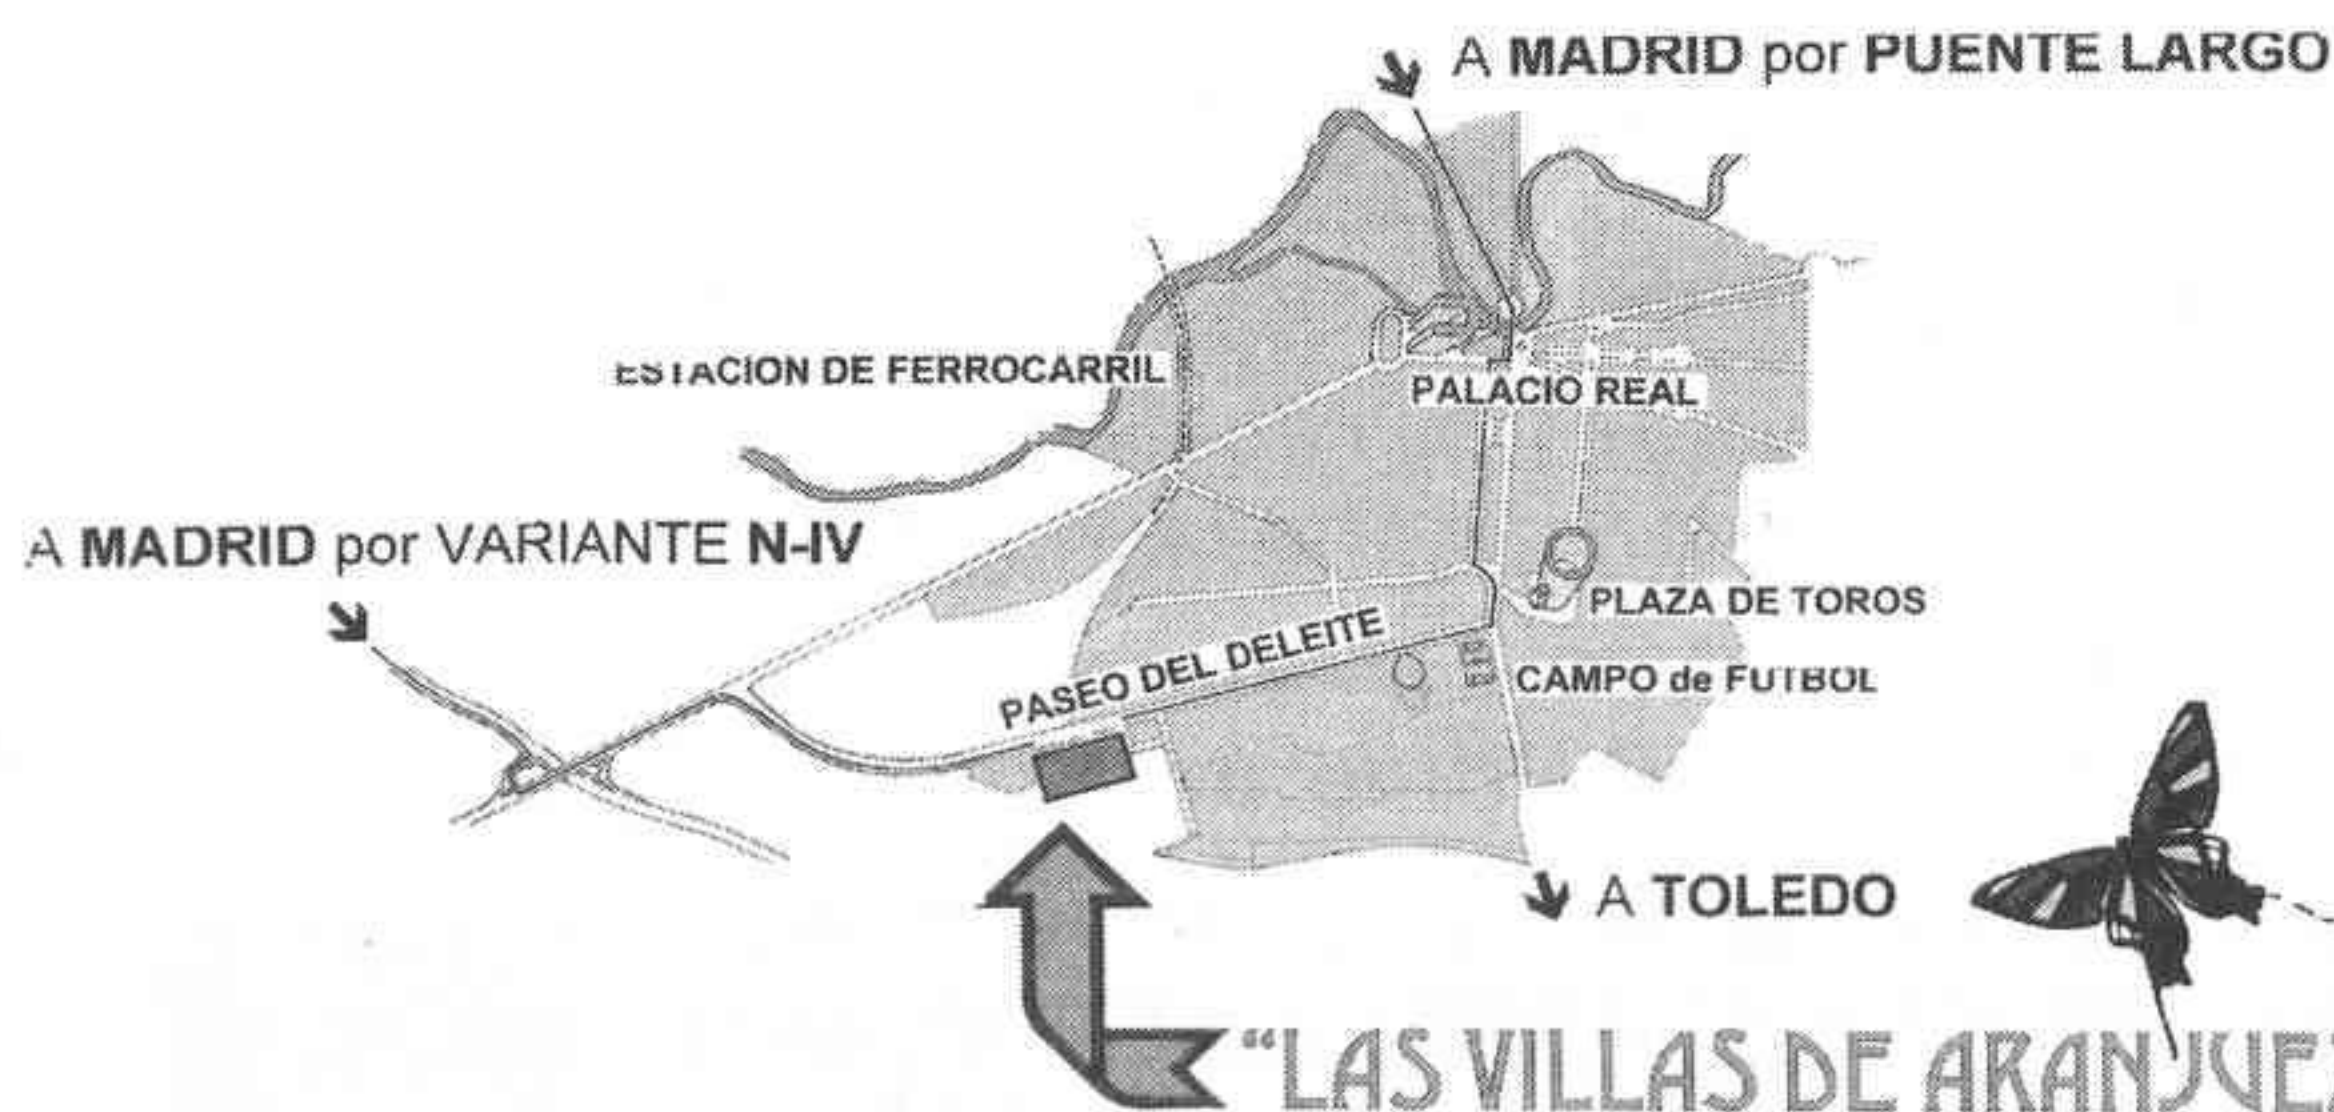 A MADRID por PUENTE LARGO
ESTACION DE FERROCARRIL
PALACIO REAL
A MADRID por VARIANTE N-IV
PLAZA DE TOROS
PASEO DEL DELEITE
CAMPO de FUTBOL
A TOLEDO
“LAS VILLAS DE ARANJUEZ